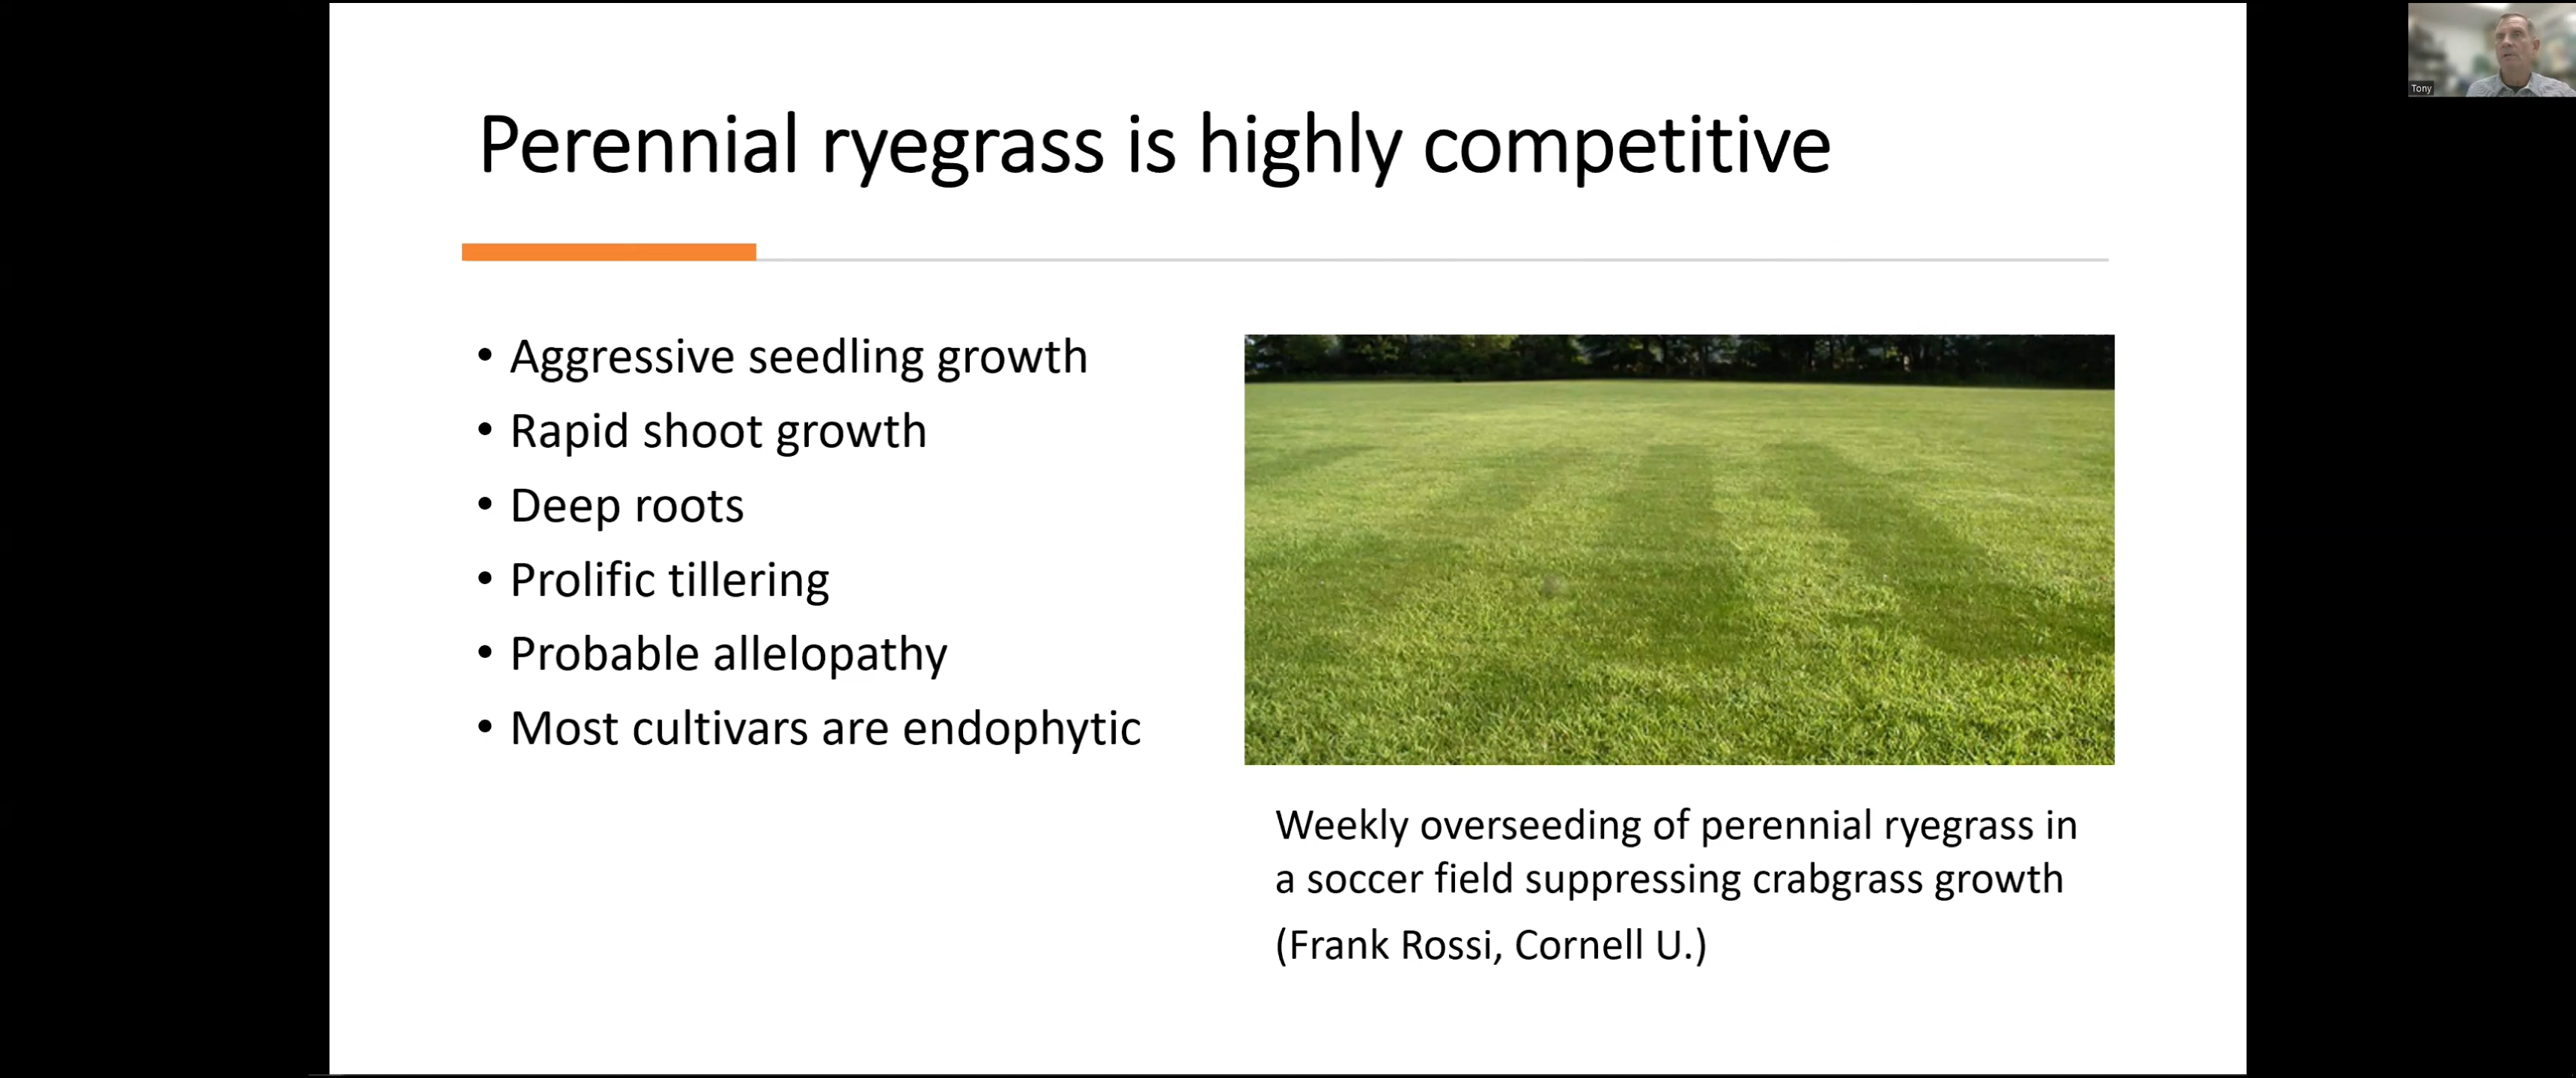 Perennial ryegrass is highly competitive
• Aggressive seedling growth
• Rapid shoot growth
• Deep roots
• Prolific tillering
• Probable allelopathy
• Most cultivars are endophytic
Weekly overseeding of perennial ryegrass in
a soccer field suppressing crabgrass growth
(Frank Rossi, Cornell U.)
Tony